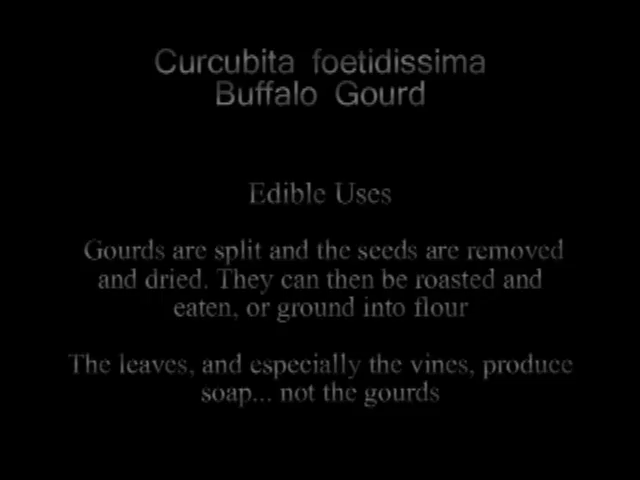 Curcubita foetidissima
Buffalo Gourd
Edible Uses
Gourds are split and the seeds are removed
and dried. They can then be roasted and
eaten, or ground into flour
The leaves, and especially the vines, produce
soap... not the gourds